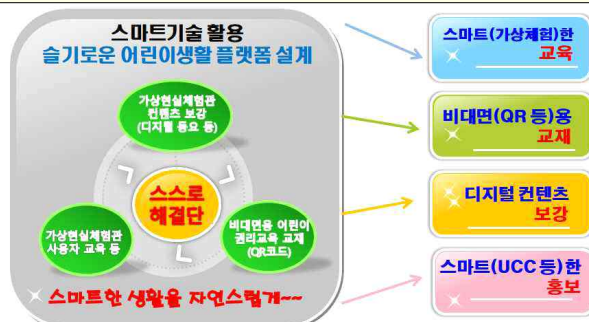 스마트기술 활용
슬기로운 어린이생활 플랫폼 설계
가상현실체험관
컨텐츠 보강
(디지털 동요 등)
스스로
해결단
가상현실체험관
사용자 교육 등
비대면용 어린이
권리교육 교재
(QR코드)
스마트한 생활을 자연스럽게~~
스마트(가상체험)한
교육
비대면(QR 등)용
교재
디지털 컨텐츠
보강
스마트(UCC 등)한
홍보